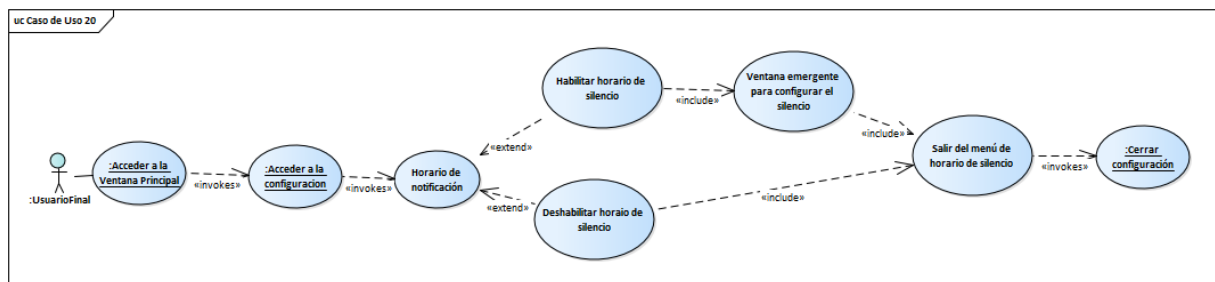 uc Caso de Uso 20
:UsuarioFinal
:Acceder a la
Ventana Principal
«invokes»
:Acceder a la
configuracion
«invokes»
Horario de
notificación
«extend»
«extend»
Habilitar horario de
silencio
«include»
Ventana emergente
para configurar el
silencio
«include»
Deshabilitar horaio de
silencio
«include»
Salir del menú de
horario de silencio
«invokes»
:Cerrar
configuración